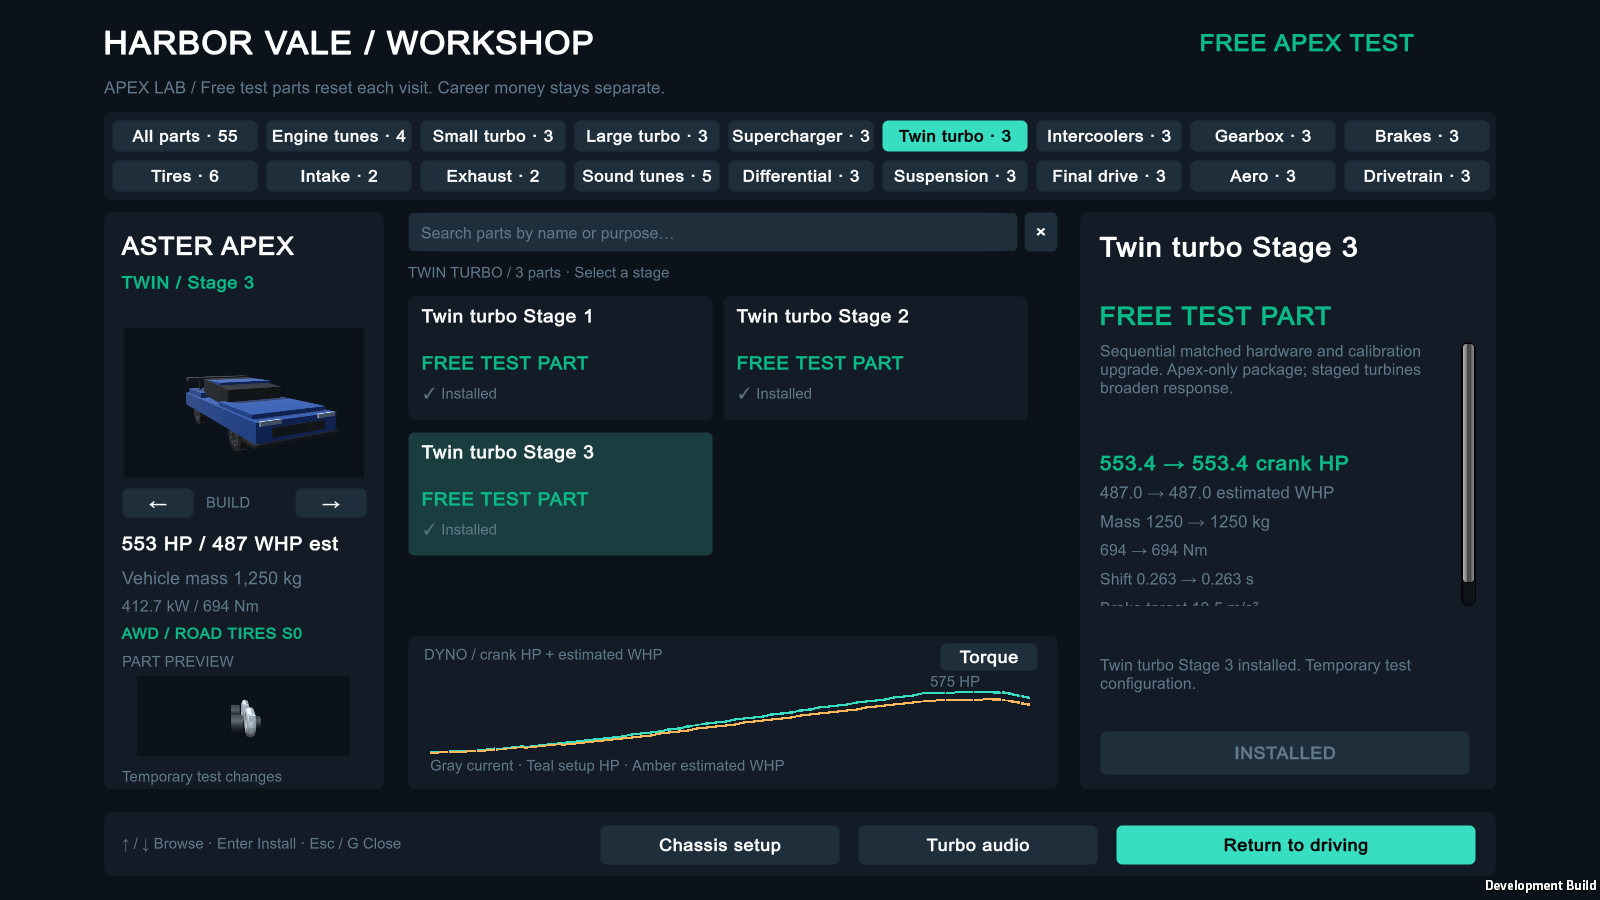 HARBOR VALE / WORKSHOP
FREE APEX TEST
APEX LAB / Free test parts reset each visit. Career money stays separate.
All parts · 55
Engine tunes · 4
Small turbo · 3
Large turbo · 3
Supercharger · 3
Twin turbo · 3
Intercoolers · 3
Gearbox · 3
Brakes · 3
Tires · 6
Intake · 2
Exhaust · 2
Sound tunes · 5
Differential · 3
Suspension · 3
Final drive · 3
Aero · 3
Drivetrain · 3
ASTER APEX
TWIN / Stage 3
← BUILD →
553 HP / 487 WHP est
Vehicle mass 1,250 kg
412.7 kW / 694 Nm
AWD / ROAD TIRES S0
PART PREVIEW
Temporary test changes
Search parts by name or purpose...
×
TWIN TURBO / 3 parts · Select a stage
Twin turbo Stage 1
FREE TEST PART
✓ Installed
Twin turbo Stage 2
FREE TEST PART
✓ Installed
Twin turbo Stage 3
FREE TEST PART
✓ Installed
DYNO / crank HP + estimated WHP
Torque
575 HP
Gray current · Teal setup HP · Amber estimated WHP
Twin turbo Stage 3
FREE TEST PART
Sequential matched hardware and calibration
upgrade. Apex-only package; staged turbines
broaden response.
553.4 → 553.4 crank HP
487.0 → 487.0 estimated WHP
Mass 1250 → 1250 kg
694 → 694 Nm
Shift 0.263 → 0.263 s
Twin turbo Stage 3 installed. Temporary test
configuration.
INSTALLED
↑ / ↓ Browse · Enter Install · Esc / G Close
Chassis setup
Turbo audio
Return to driving
Development Build